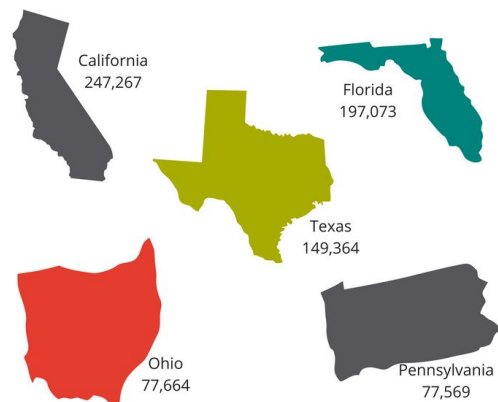 California
247,267
Florida
197,073
Texas
149,364
Ohio
77,664
Pennsylvania
77,569